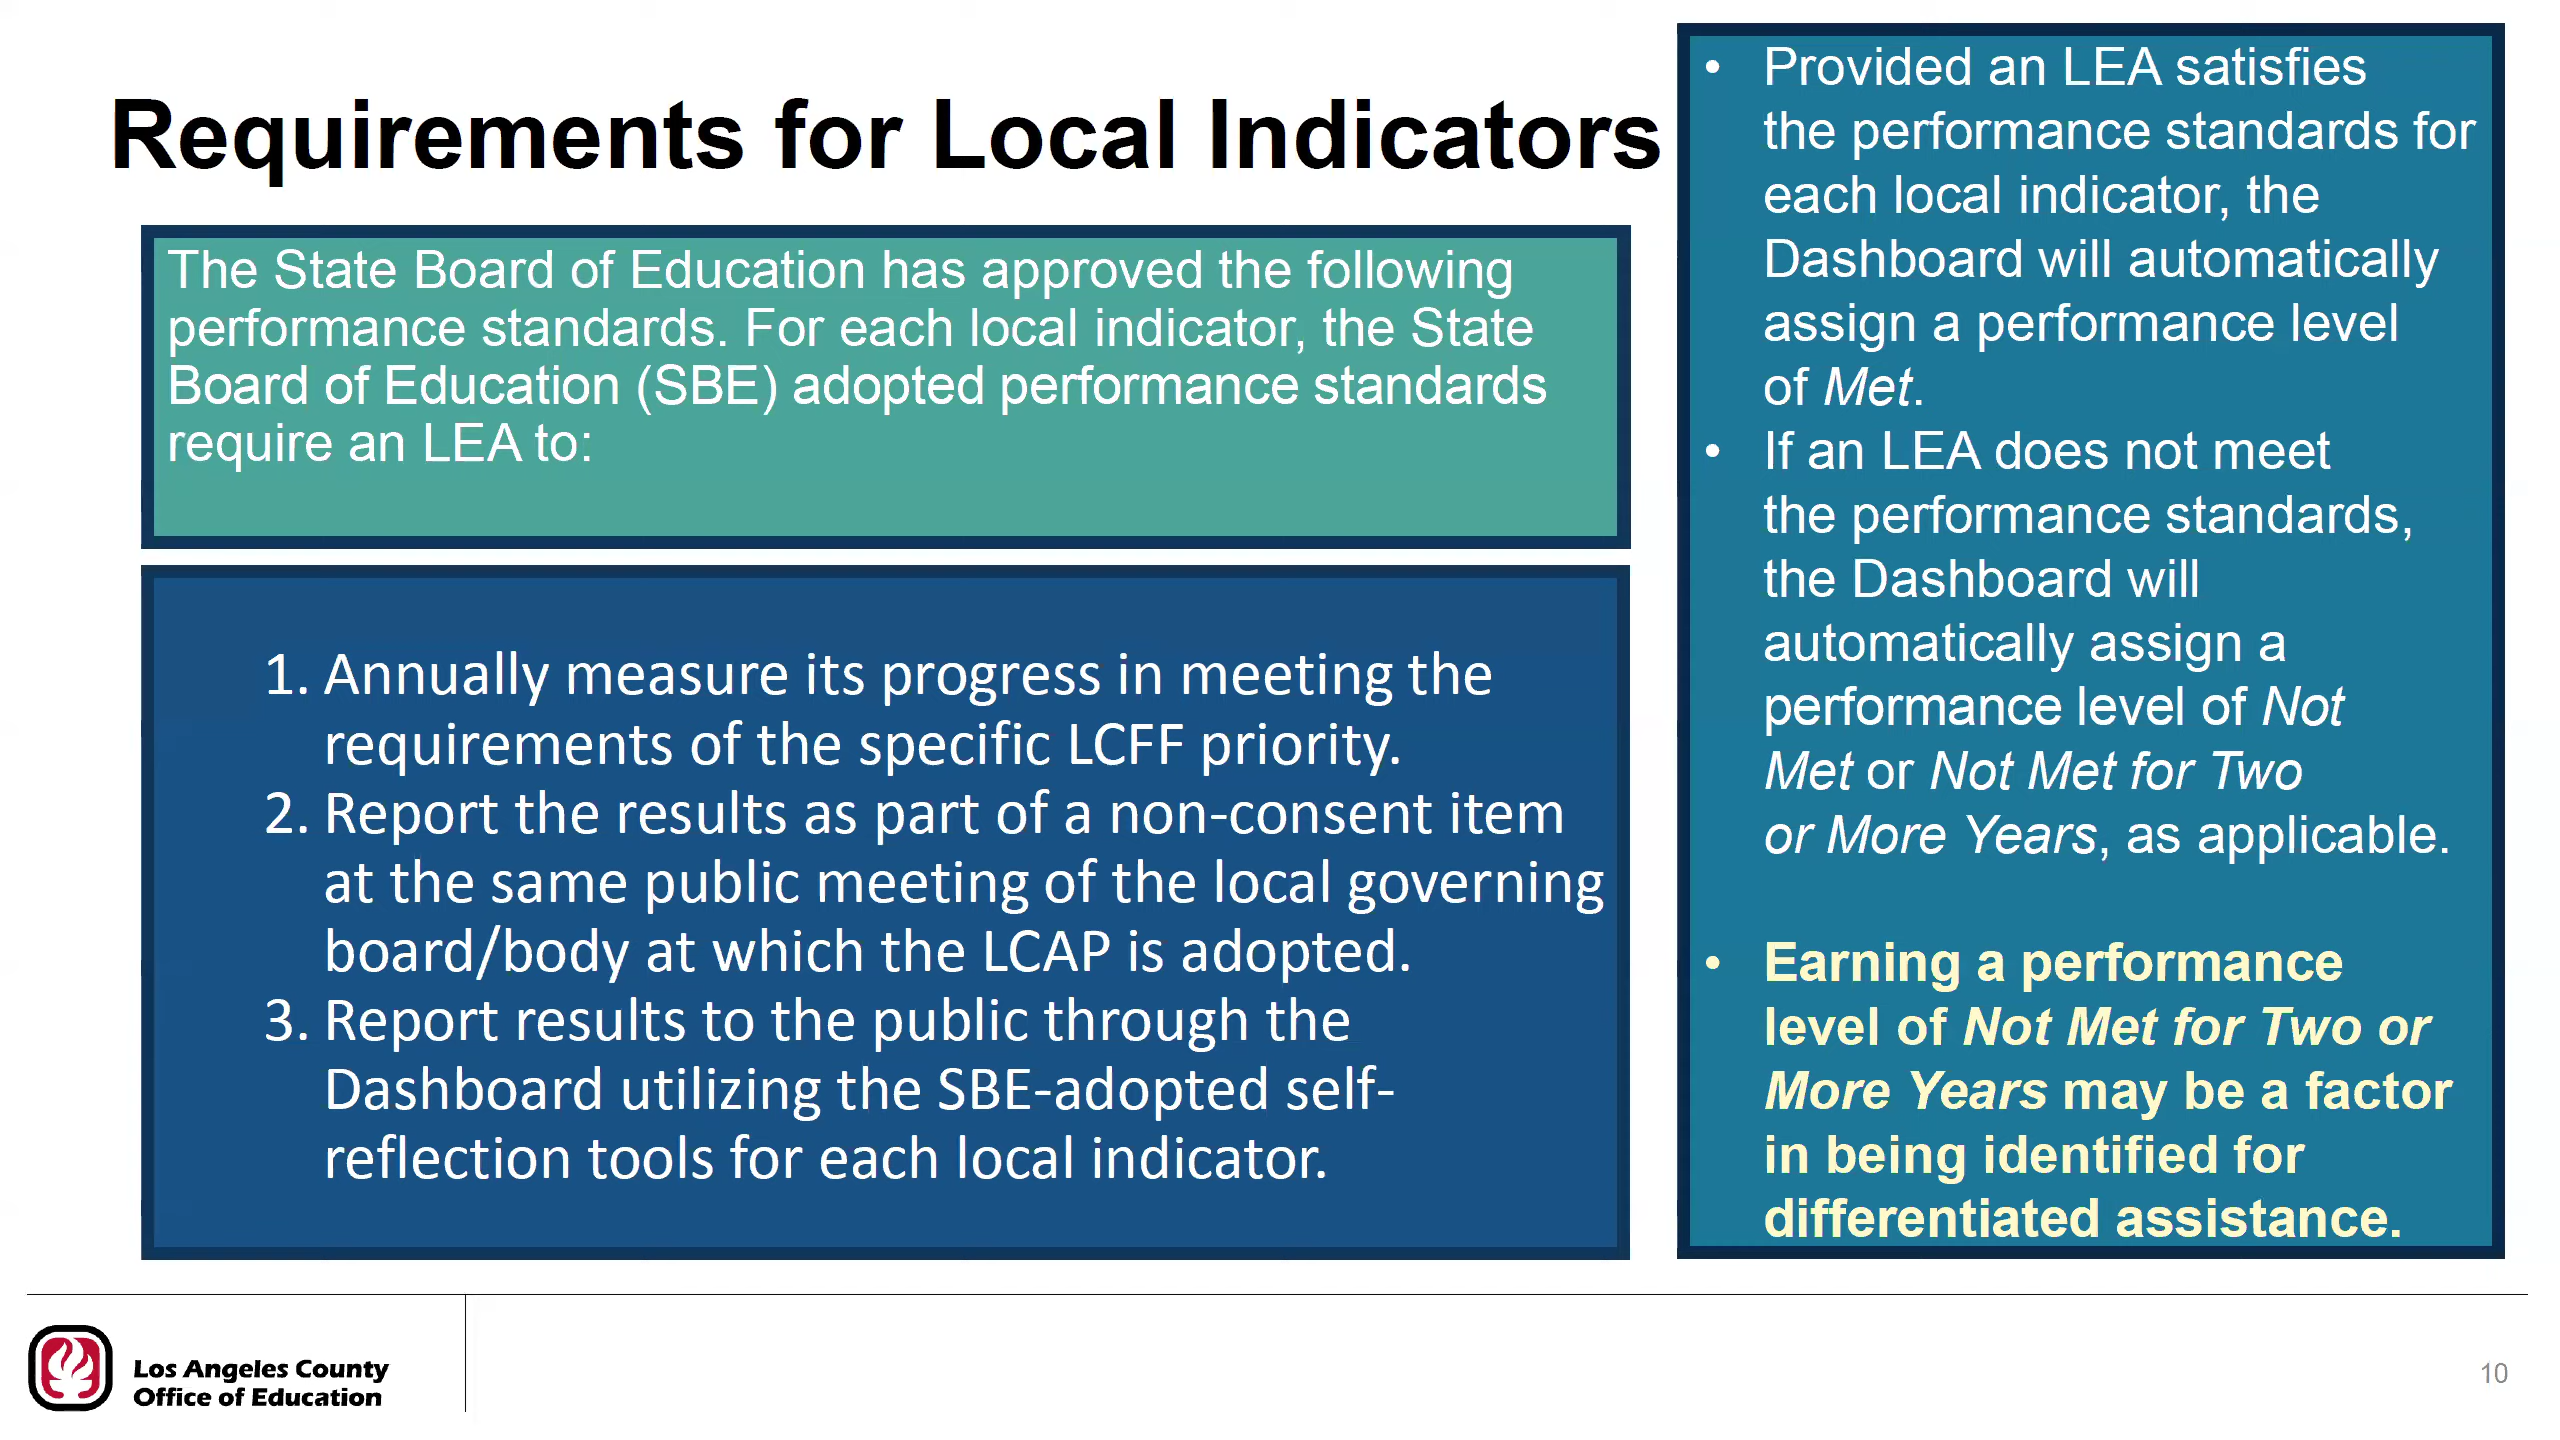 Requirements for Local Indicators
The State Board of Education has approved the following
performance standards. For each local indicator, the State
Board of Education (SBE) adopted performance standards
require an LEA to:
1. Annually measure its progress in meeting the
requirements of the specific LCFF priority.
2. Report the results as part of a non-consent item
at the same public meeting of the local governing
board/body at which the LCAP is adopted.
3. Report results to the public through the
Dashboard utilizing the SBE-adopted self-
reflection tools for each local indicator.
• Provided an LEA satisfies
the performance standards for
each local indicator, the
Dashboard will automatically
assign a performance level
of Met.
• If an LEA does not meet
the performance standards,
the Dashboard will
automatically assign a
performance level of Not
Met or Not Met for Two
or More Years, as applicable.
• Earning a performance
level of Not Met for Two or
More Years may be a factor
in being identified for
differentiated assistance.
Los Angeles County
Office of Education
10